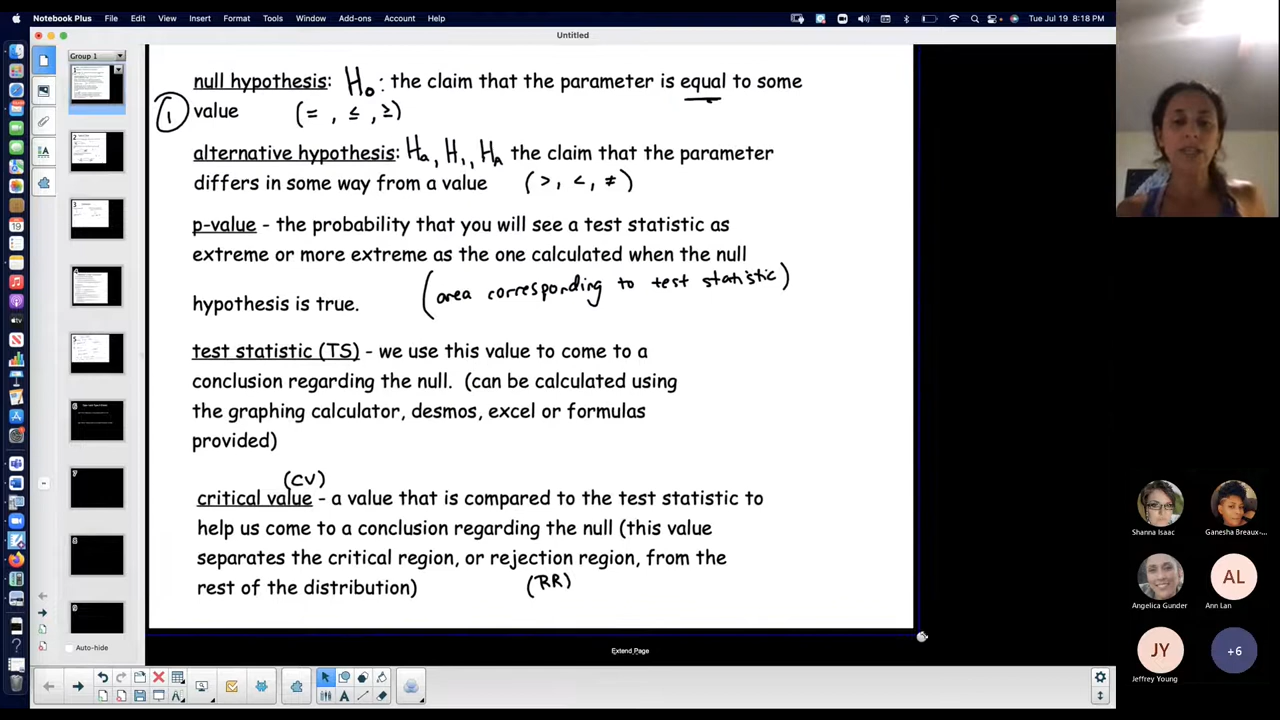 Notebook Plus File Edit View Insert Format Tools Window Add-ons Account Help Tue Jul 19 8:18 PM
Untitled
Group 1
null hypothesis: H₀: the claim that the parameter is equal to some
① value (=, ≤, ≥)
alternative hypothesis: Hₐ, H₁, H_A the claim that the parameter
differs in some way from a value (>, <, ≠)
p-value - the probability that you will see a test statistic as
extreme or more extreme as the one calculated when the null
hypothesis is true. (area corresponding to test statistic)
test statistic (TS) - we use this value to come to a
conclusion regarding the null. (can be calculated using
the graphing calculator, desmos, excel or formulas
provided)
(CV)
critical value - a value that is compared to the test statistic to
help us come to a conclusion regarding the null (this value
separates the critical region, or rejection region, from the
rest of the distribution) (RR)
Extend Page
Auto-hide
Shanna Isaac
Ganesha Breaux-...
AL
Angelica Gunder
Ann Lan
JY
+6
Jeffrey Young